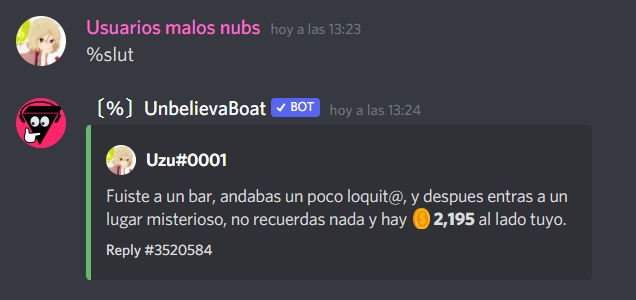 Usuarios malos nubs hoy a las 13:23
%slut
〔%〕UnbelievaBoat ✓ BOT hoy a las 13:24
Uzu#0001
Fuiste a un bar, andabas un poco loquit@, y despues entras a un
lugar misterioso, no recuerdas nada y hay 2,195 al lado tuyo.
Reply #3520584